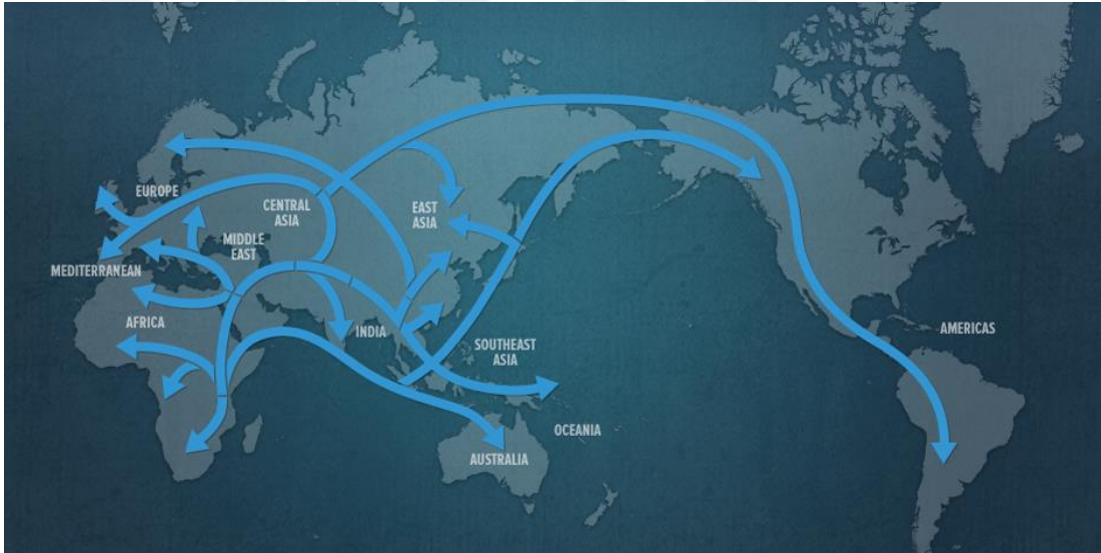 EUROPE
CENTRAL
ASIA
EAST
ASIA
MIDDLE
EAST
MEDITERRANEAN
AFRICA
INDIA
SOUTHEAST
ASIA
AMERICAS
OCEANIA
AUSTRALIA